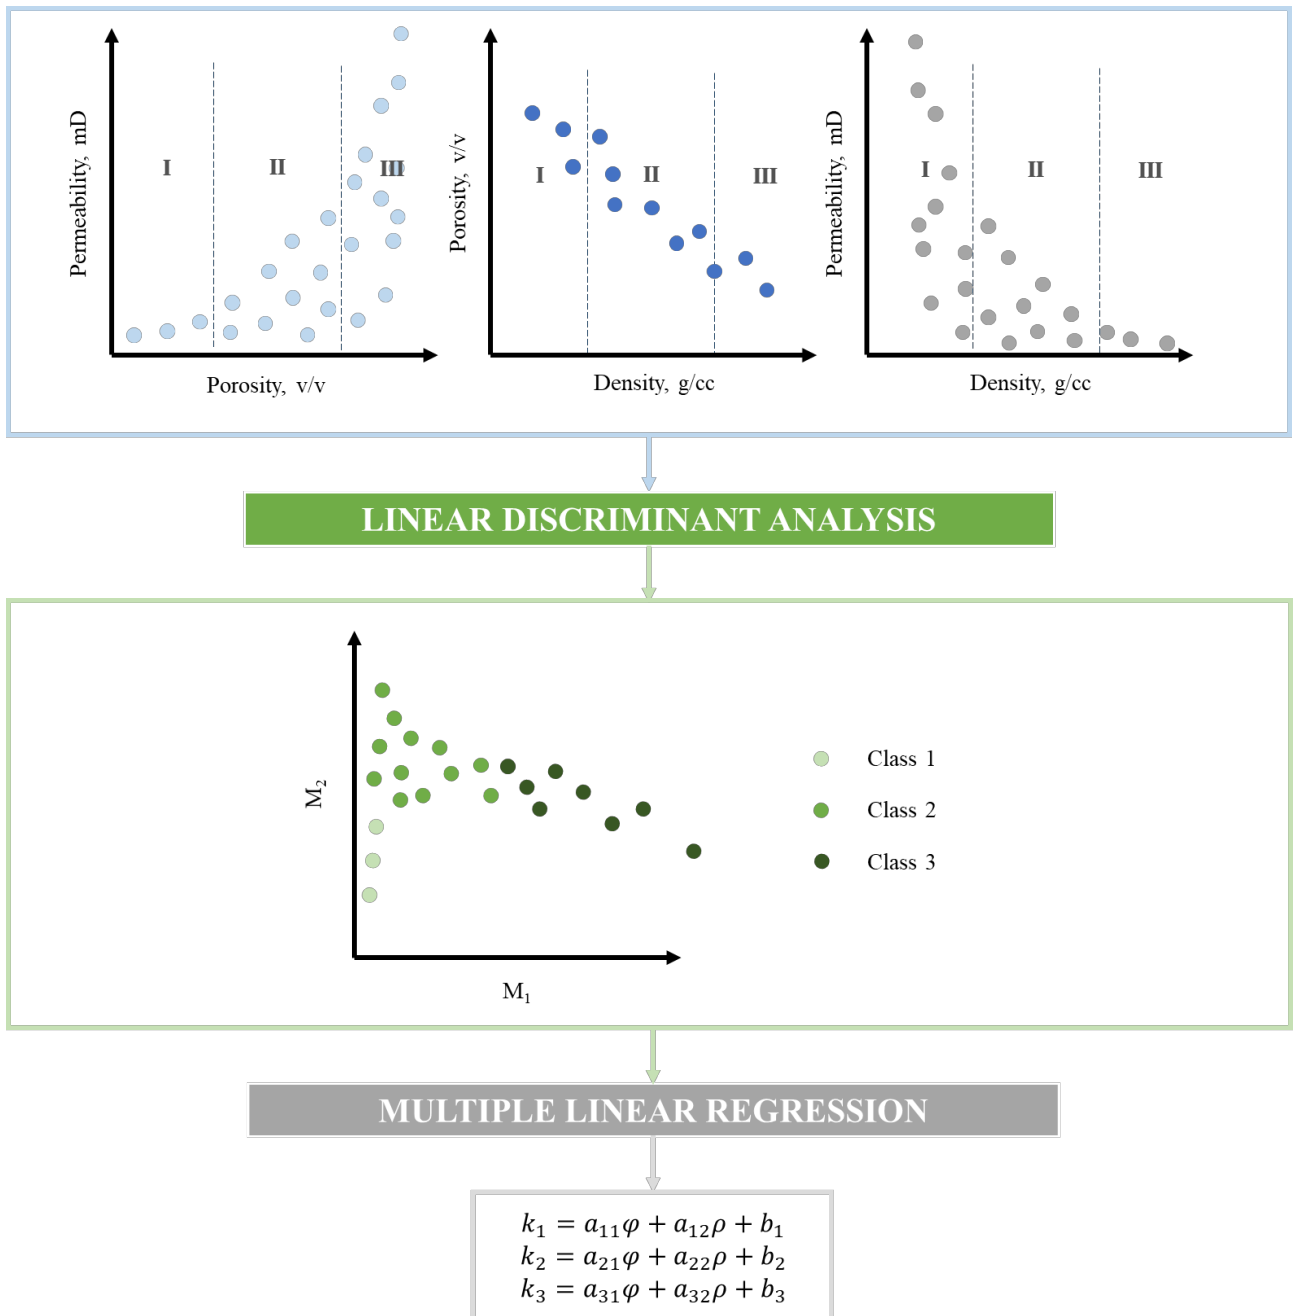 Permeability, mD
I
II
III
Porosity, v/v
Porosity, v/v
I
II
III
Density, g/cc
Permeability, mD
I
II
III
Density, g/cc
LINEAR DISCRIMINANT ANALYSIS
M₂
M₁
Class 1
Class 2
Class 3
MULTIPLE LINEAR REGRESSION
k₁ = a₁₁φ + a₁₂ρ + b₁
k₂ = a₂₁φ + a₂₂ρ + b₂
k₃ = a₃₁φ + a₃₂ρ + b₃